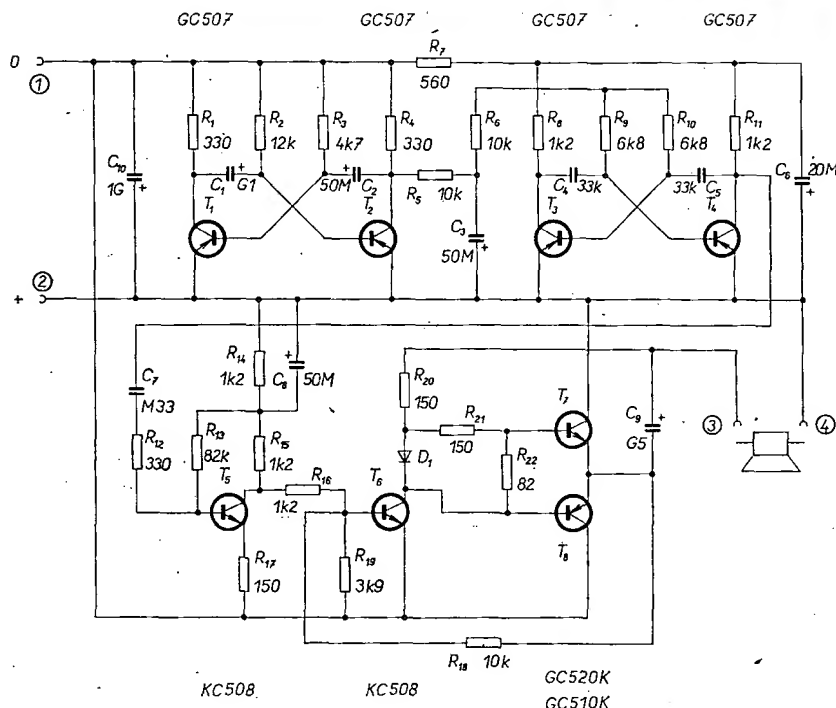 GC507 GC507 GC507 GC507
0 1 R7 560
R1 330 R2 12k R3 4k7 R4 330 R6 10k R8 1k2 R9 6k8 R10 6k8 R11 1k2
C10 1G + C1 + G1 50M + C2 R5 10k C4 33k 33k C5 C6 20M +
T1 T2 C3 50M + T3 T4
+ 2
R14 1k2 C8 + 50M
C7 M33 R20 150 T7 C9 + G5 3 4
R12 330 R13 82k R15 1k2 R21 150 R22 82
T5 R16 1k2 T6 D1
T8
R17 150 R19 3k9
R18 10k
KC508 KC508 GC520K
GC510K